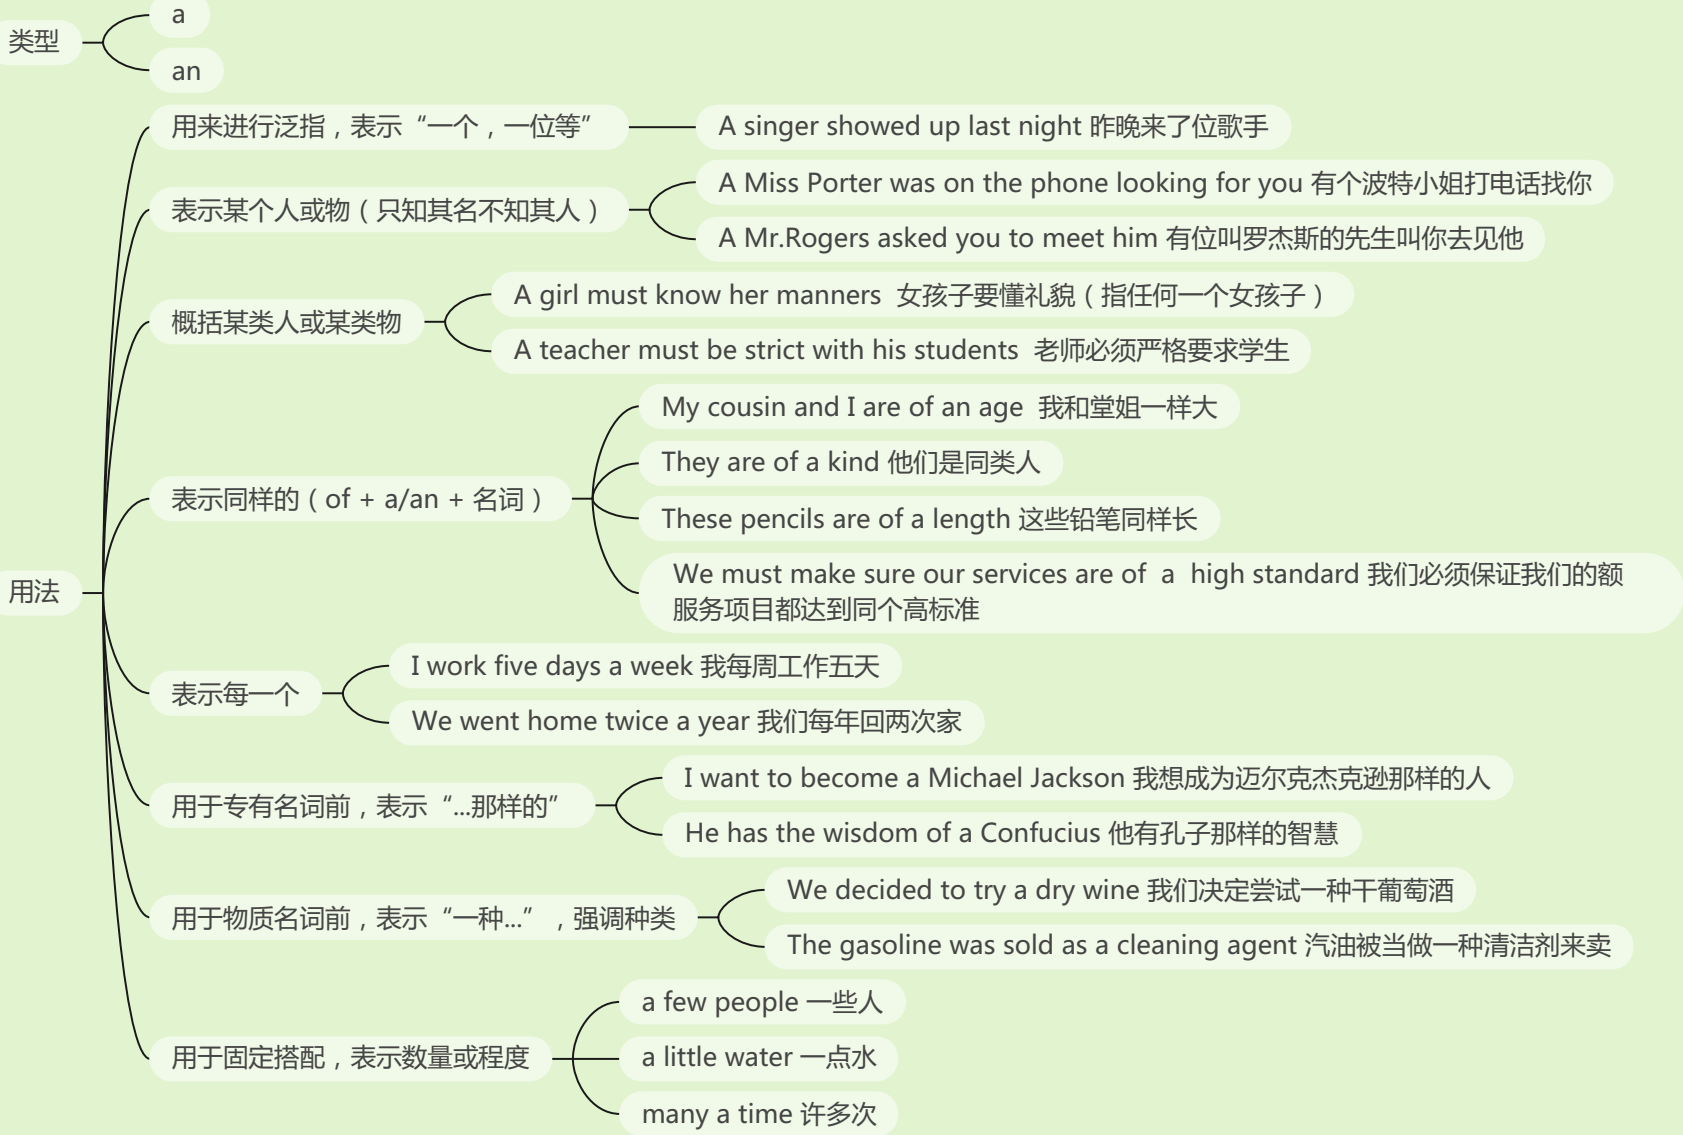 类型
a
an
用法
用来进行泛指，表示“一个，一位等”
A singer showed up last night 昨晚来了位歌手
表示某个人或物（只知其名不知其人）
A Miss Porter was on the phone looking for you 有个波特小姐打电话找你
A Mr.Rogers asked you to meet him 有位叫罗杰斯的先生叫你去见他
概括某类人或某类物
A girl must know her manners 女孩子要懂礼貌（指任何一个女孩子）
A teacher must be strict with his students 老师必须严格要求学生
表示同样的（of + a/an + 名词）
My cousin and I are of an age 我和堂姐一样大
They are of a kind 他们是同类人
These pencils are of a length 这些铅笔同样长
We must make sure our services are of a high standard 我们必须保证我们的额
服务项目都达到同个高标准
表示每一个
I work five days a week 我每周工作五天
We went home twice a year 我们每年回两次家
用于专有名词前，表示“...那样的”
I want to become a Michael Jackson 我想成为迈尔克杰克逊那样的人
He has the wisdom of a Confucius 他有孔子那样的智慧
用于物质名词前，表示“一种...”，强调种类
We decided to try a dry wine 我们决定尝试一种干葡萄酒
The gasoline was sold as a cleaning agent 汽油被当做一种清洁剂来卖
用于固定搭配，表示数量或程度
a few people 一些人
a little water 一点水
many a time 许多次